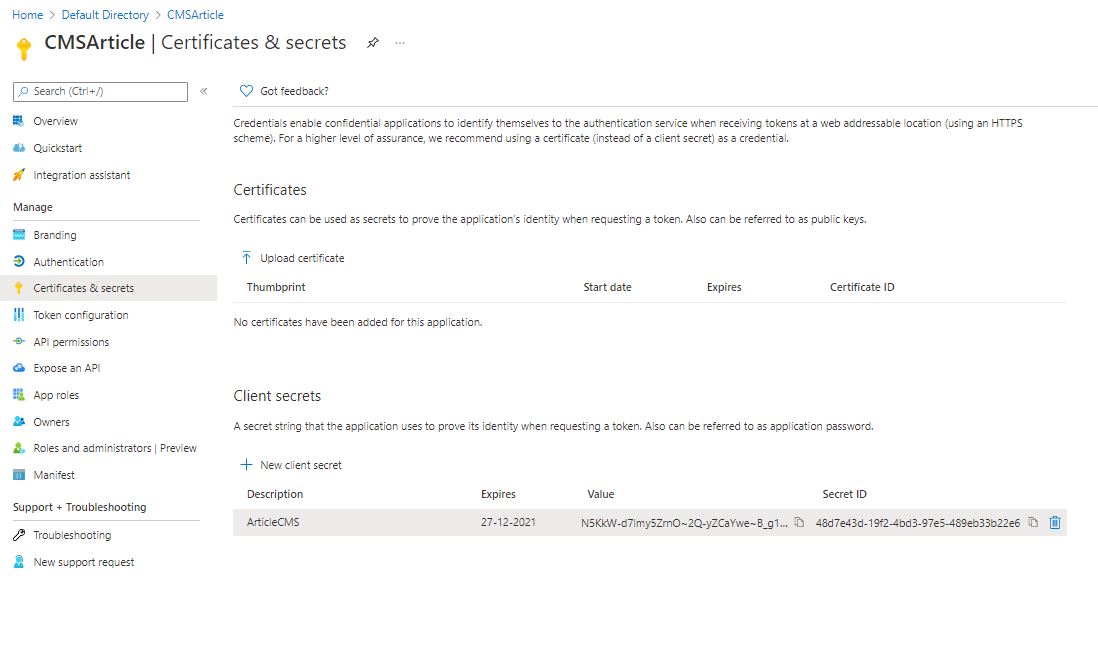 Home > Default Directory > CMSArticle
CMSArticle | Certificates & secrets
Search (Ctrl+/)
«
Overview
Quickstart
Integration assistant
Manage
Branding
Authentication
Certificates & secrets
Token configuration
API permissions
Expose an API
App roles
Owners
Roles and administrators | Preview
Manifest
Support + Troubleshooting
Troubleshooting
New support request
Got feedback?
Credentials enable confidential applications to identify themselves to the authentication service when receiving tokens at a web addressable location (using an HTTPS
scheme). For a higher level of assurance, we recommend using a certificate (instead of a client secret) as a credential.
Certificates
Certificates can be used as secrets to prove the application's identity when requesting a token. Also can be referred to as public keys.
Upload certificate
Thumbprint Start date Expires Certificate ID
No certificates have been added for this application.
Client secrets
A secret string that the application uses to prove its identity when requesting a token. Also can be referred to as application password.
New client secret
Description Expires Value Secret ID
ArticleCMS 27-12-2021 N5KkW-d7lmy5ZrnO~2Q-yZCaYwe~B_g1... 48d7e43d-19f2-4bd3-97e5-489eb33b22e6